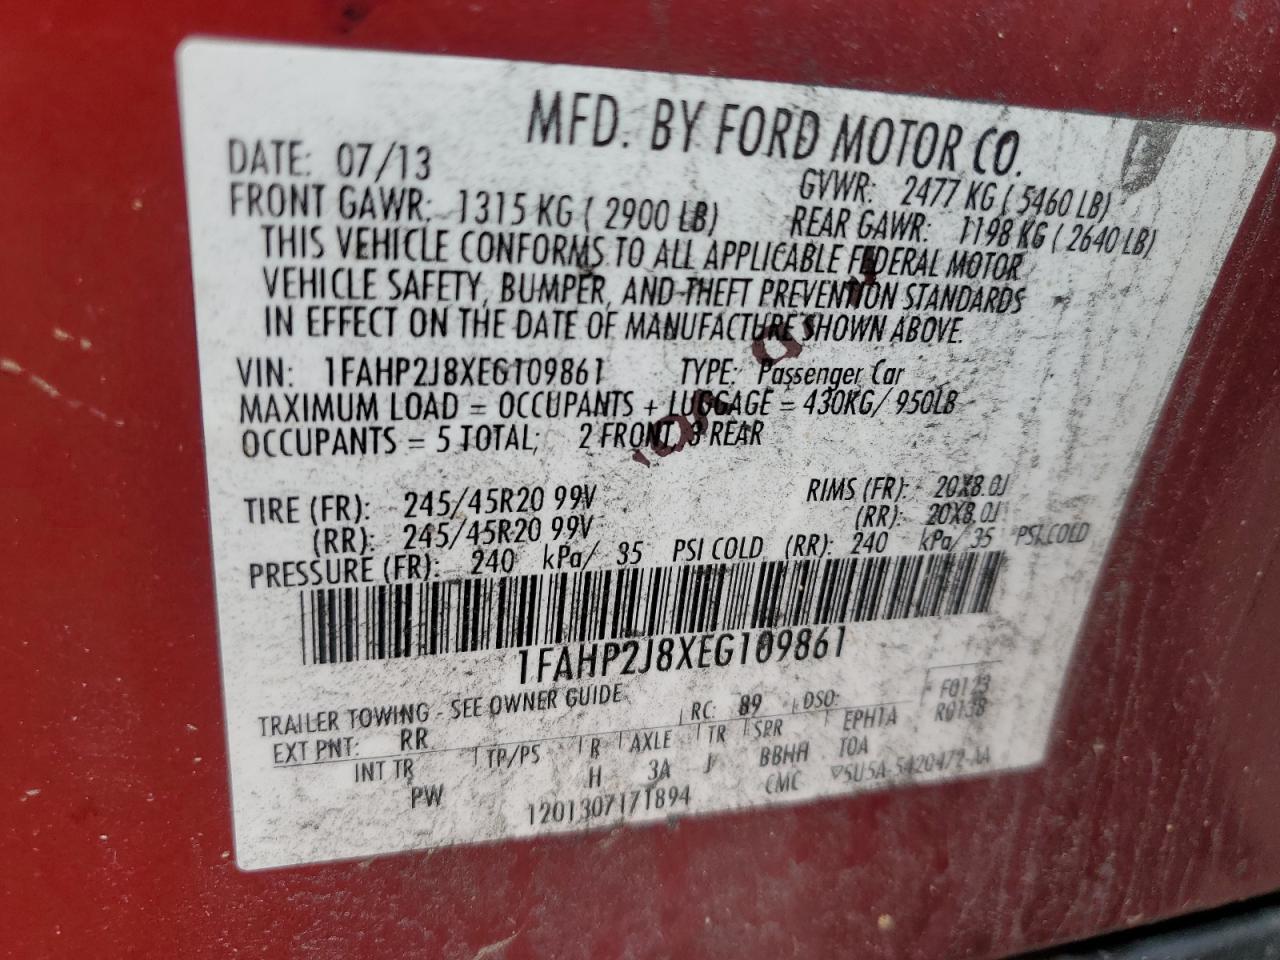 MFD. BY FORD MOTOR CO.
DATE: 07/13 GVWR: 2477 KG ( 5460 LB)
FRONT GAWR: 1315 KG ( 2900 LB) REAR GAWR: 1198 KG ( 2640 LB)
THIS VEHICLE CONFORMS TO ALL APPLICABLE FEDERAL MOTOR
VEHICLE SAFETY, BUMPER, AND THEFT PREVENTION STANDARDS
IN EFFECT ON THE DATE OF MANUFACTURE SHOWN ABOVE.
VIN: 1FAHP2J8XEG109861 TYPE: Passenger Car
MAXIMUM LOAD = OCCUPANTS + LUGGAGE = 430KG/ 950LB
OCCUPANTS = 5 TOTAL; 2 FRONT, 3 REAR
TIRE (FR): 245/45R20 99V RIMS (FR): 20X8.0J
(RR): 245/45R20 99V (RR): 20X8.0J
PRESSURE (FR): 240 kPa/ 35 PSI COLD (RR): 240 kPa/ 35 PSI COLD
1FAHP2J8XEG109861
TRAILER TOWING - SEE OWNER GUIDE
EXT PNT: RR RC: 89 DSO: F0123
R0138
INT TR TP/PS R AXLE TR SPR EPH1A
PW H 3A J BBHH TOA
1201307171894 CMC ▽5U5A-5420472-AA